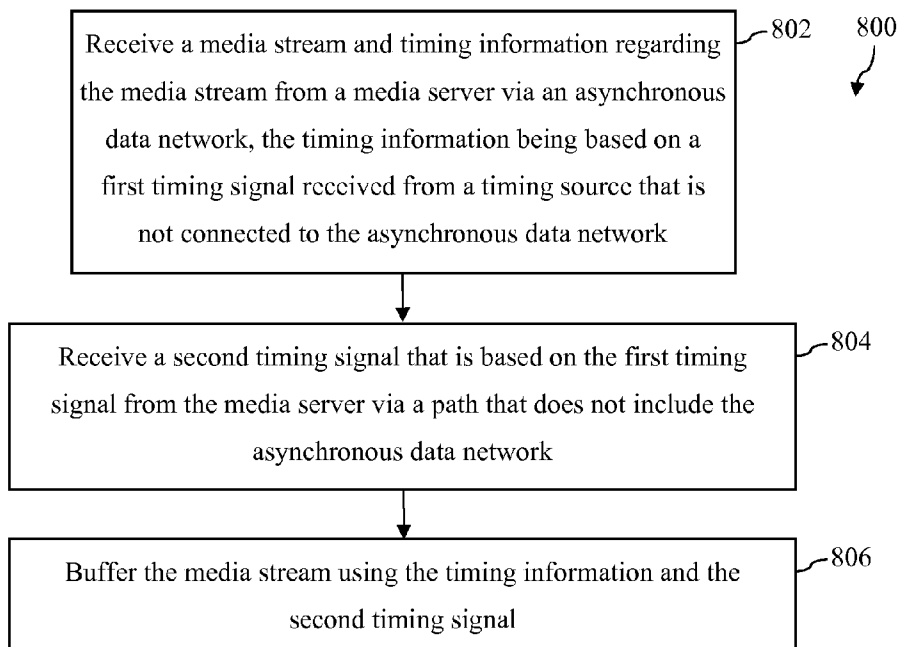 Receive a media stream and timing information regarding
the media stream from a media server via an asynchronous
data network, the timing information being based on a
first timing signal received from a timing source that is
not connected to the asynchronous data network
802
800
Receive a second timing signal that is based on the first timing
signal from the media server via a path that does not include the
asynchronous data network
804
Buffer the media stream using the timing information and the
second timing signal
806